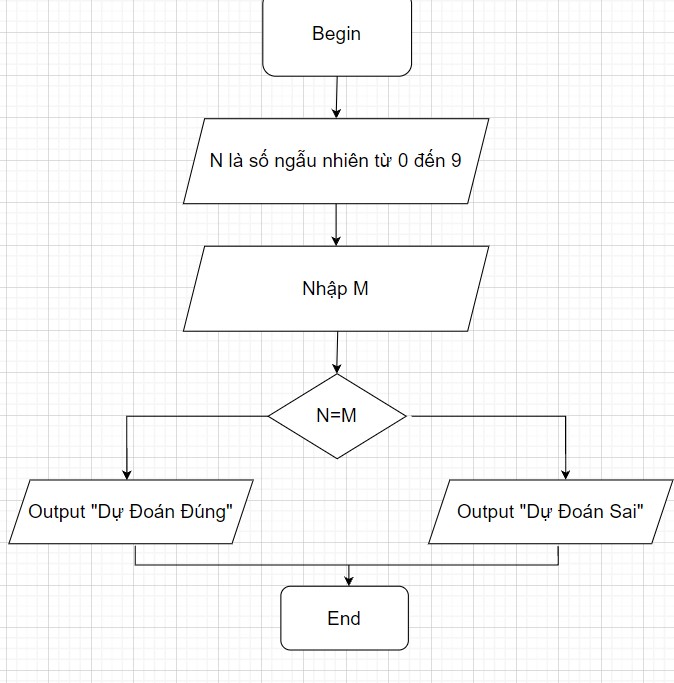 Begin
N là số ngẫu nhiên từ 0 đến 9
Nhập M
N=M
Output "Dự Đoán Đúng"
Output "Dự Đoán Sai"
End